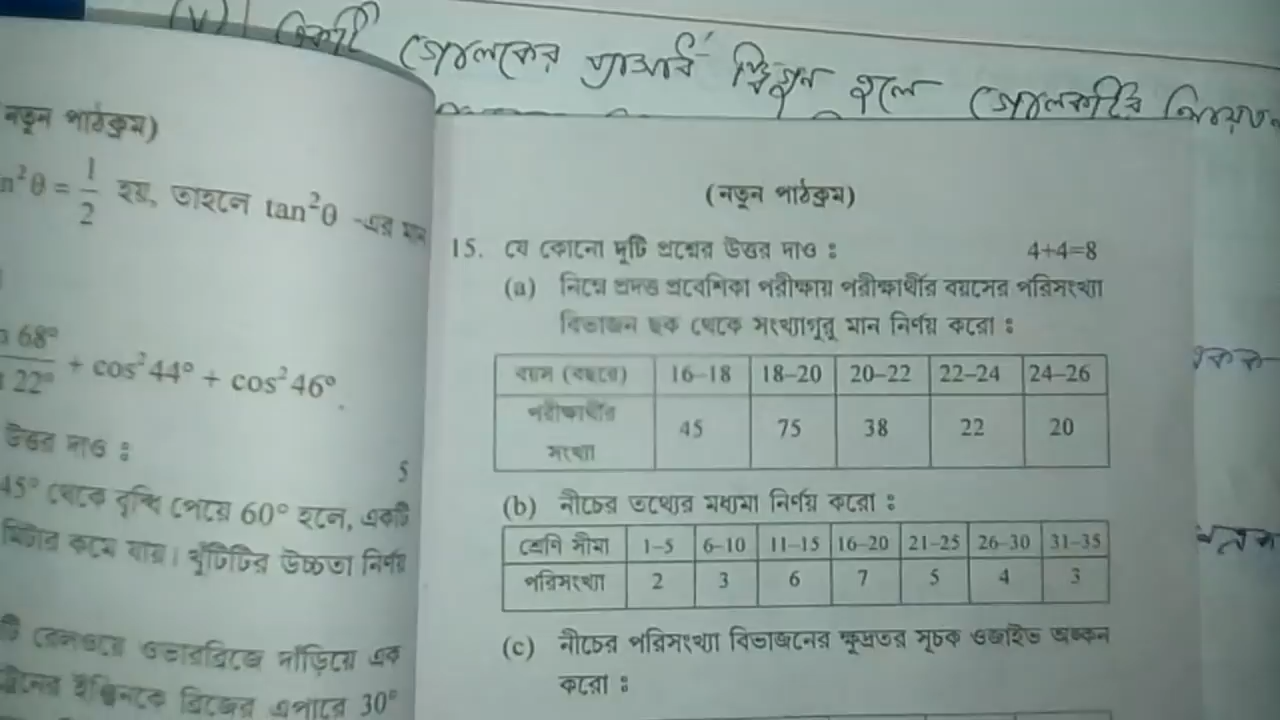 (v) একটি গোলকের ব্যাসার্ধ দ্বিগুন হলে গোলকটির
নতুন পাঠক্রম)
n²θ = 1/2 হয়, তাহলে tan²θ -এর মান
68°
22° + cos²44° + cos²46°.
উত্তর দাও :
5
45° থেকে বৃদ্ধি পেয়ে 60° হলে, একটি
মিটার কমে যায়। খুঁটিটির উচ্চতা নির্ণয়
রেলওয়ে ওভারব্রিজে দাঁড়িয়ে এক
ইঞ্জিনকে ব্রিজের এপারে 30°
(নতুন পাঠক্রম)
15. যে কোনো দুটি প্রশ্নের উত্তর দাও : 4+4=8
(a) নিম্নে প্রদত্ত প্রবেশিকা পরীক্ষায় পরীক্ষার্থীর বয়সের পরিসংখ্যা
বিভাজন ছক থেকে সংখ্যাগুরু মান নির্ণয় করো :
বয়স (বছরে) 16–18 18–20 20–22 22–24 24–26
পরীক্ষার্থীর
সংখ্যা 45 75 38 22 20
(b) নীচের তথ্যের মধ্যমা নির্ণয় করো :
শ্রেণি সীমা 1–5 6–10 11–15 16–20 21–25 26–30 31–35
পরিসংখ্যা 2 3 6 7 5 4 3
(c) নীচের পরিসংখ্যা বিভাজনের ক্ষুদ্রতর সূচক ওজাইভ অঙ্কন
করো :